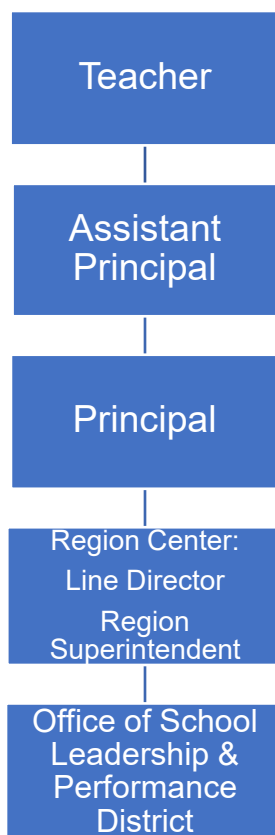 Teacher
Assistant
Principal
Principal
Region Center:
Line Director
Region
Superintendent
Office of School
Leadership &
Performance
District